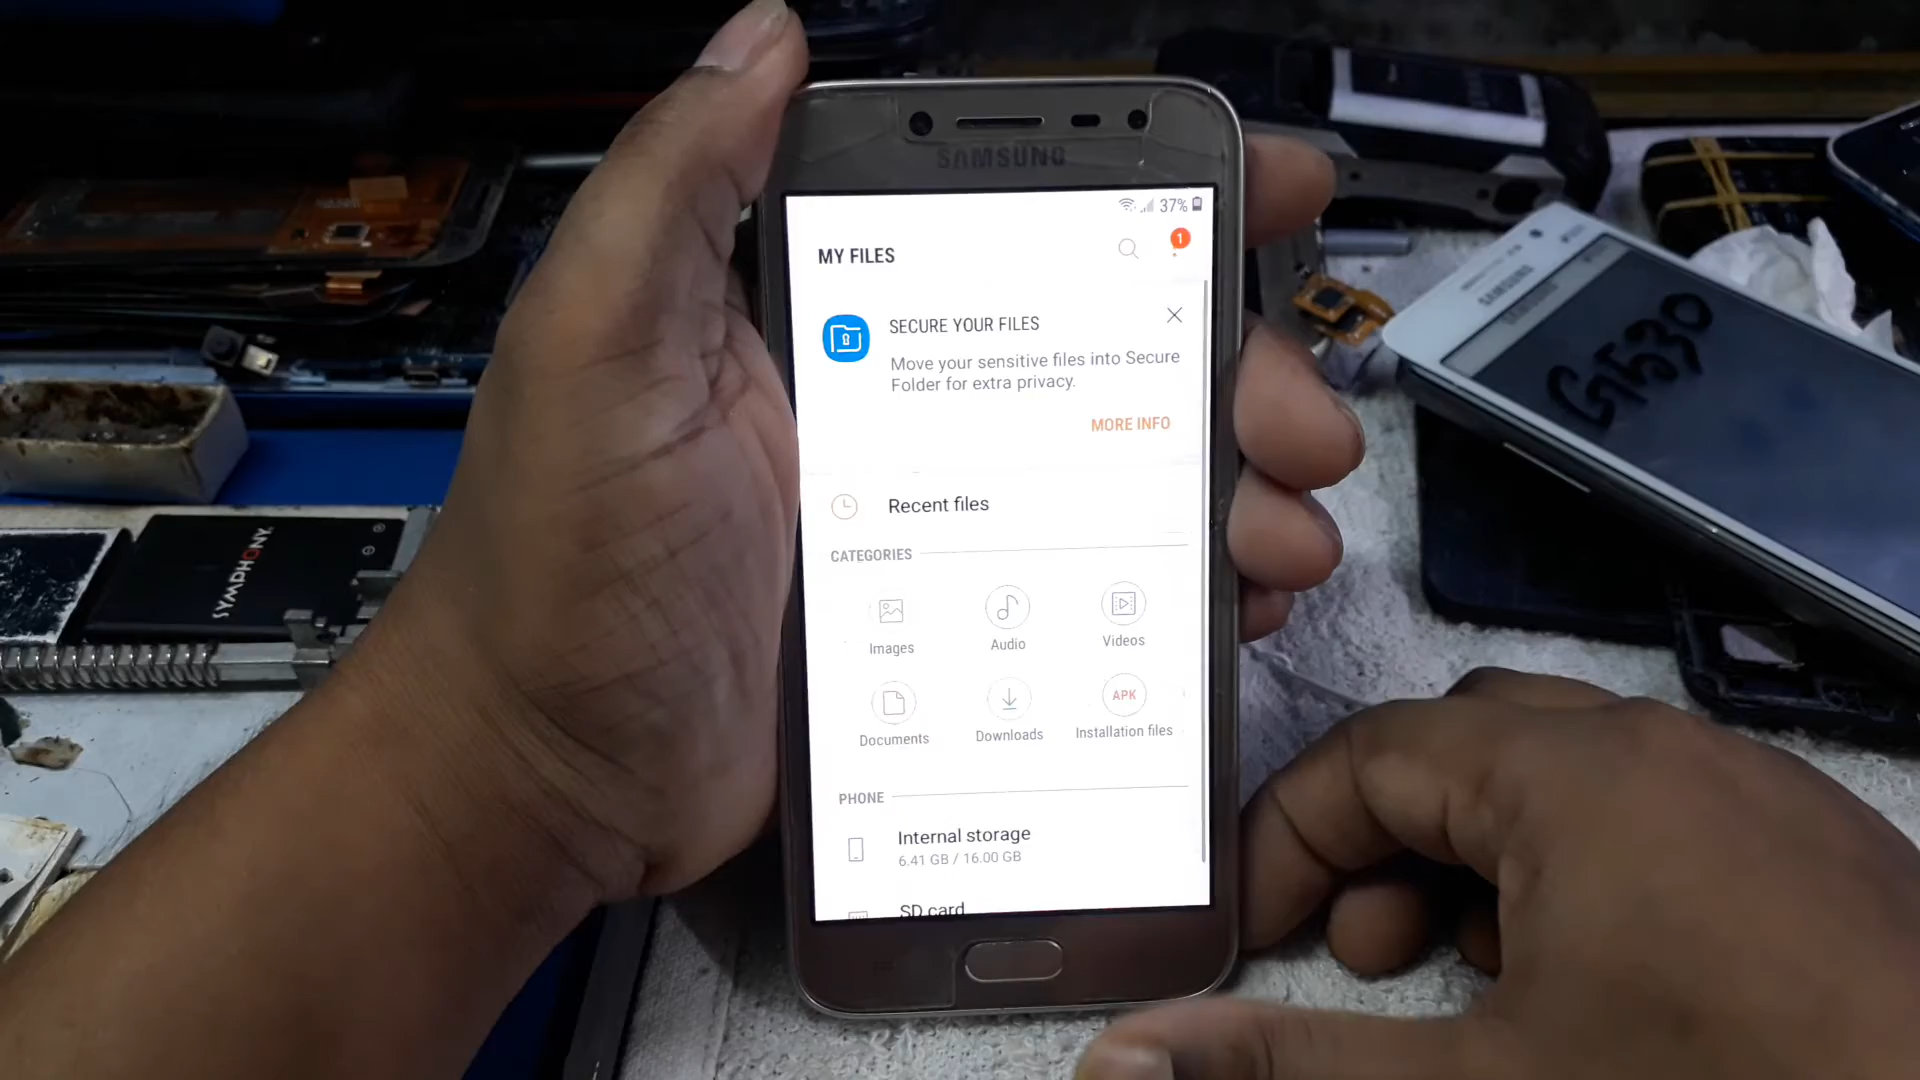 SAMSUNG
37%
MY FILES
1
SECURE YOUR FILES
Move your sensitive files into Secure
Folder for extra privacy.
MORE INFO
Recent files
CATEGORIES
Images
Audio
Videos
Documents
Downloads
APK
Installation files
PHONE
Internal storage
6.41 GB / 16.00 GB
SD card
SYMPHONY
SAMSUNG
G530